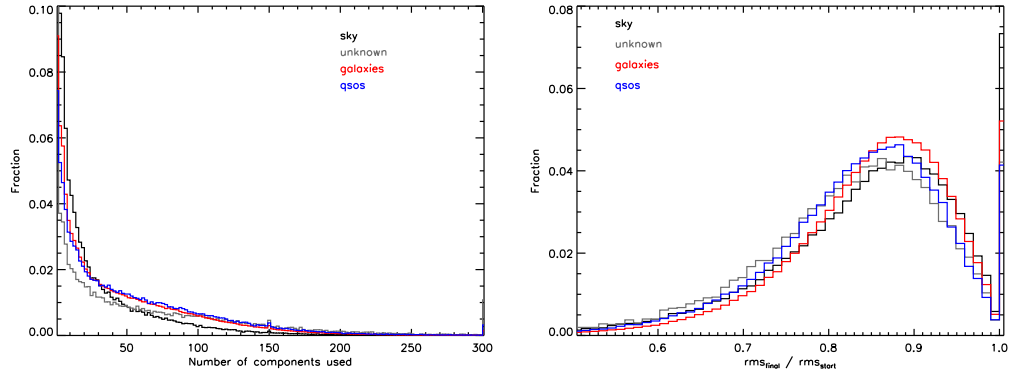 0.10
0.08
0.06
0.04
0.02
0.00
Fraction
sky
unknown
galaxies
qsos
50 100 150 200 250 300
Number of components used
0.08
0.06
0.04
0.02
0.00
Fraction
sky
unknown
galaxies
qsos
0.6 0.7 0.8 0.9 1.0
rms_final / rms_start